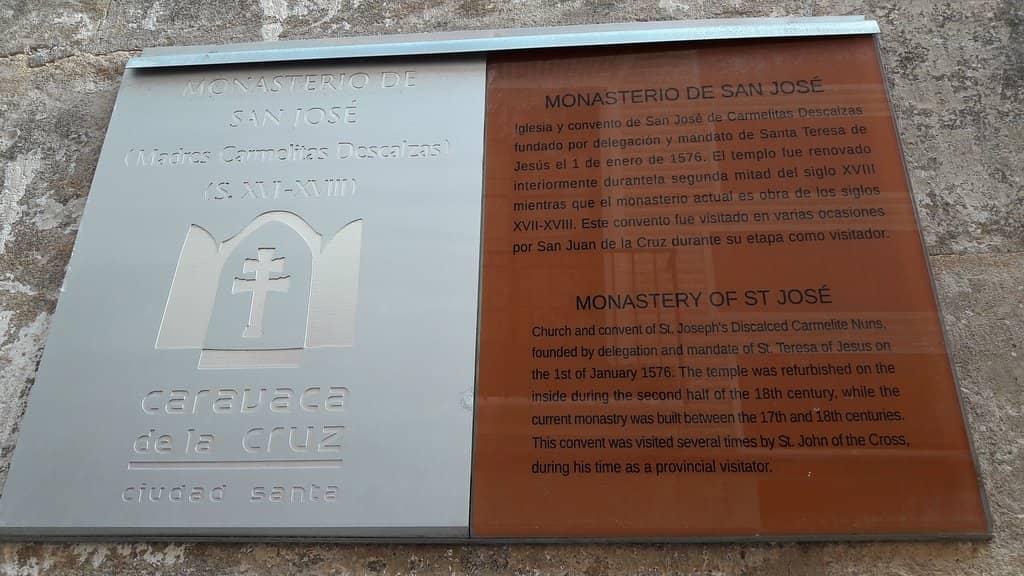 MONASTERIO DE
SAN JOSÉ
(Madres Carmelitas Descalzas)
(S. XVI-XVIII)
caravaca
de la cruz
ciudad santa
MONASTERIO DE SAN JOSÉ
Iglesia y convento de San José de Carmelitas Descalzas
fundado por delegación y mandato de Santa Teresa de
Jesús el 1 de enero de 1576. El templo fue renovado
interiormente durantela segunda mitad del siglo XVIII
mientras que el monasterio actual es obra de los siglos
XVII-XVIII. Este convento fue visitado en varias ocasiones
por San Juan de la Cruz durante su etapa como visitador.
MONASTERY OF ST JOSÉ
Church and convent of St. Joseph's Discalced Carmelite Nuns,
founded by delegation and mandate of St. Teresa of Jesus on
the 1st of January 1576. The temple was refurbished on the
inside during the second half of the 18th century, while the
current monastry was built between the 17th and 18th centuries.
This convent was visited several times by St. John of the Cross,
during his time as a provincial visitator.